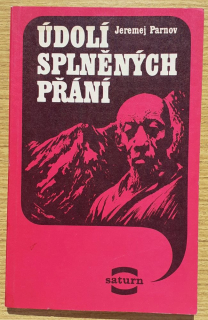 ÚDOLÍ
Jeremej Parnov
SPLNĚNÝCH
PŘÁNÍ
saturn